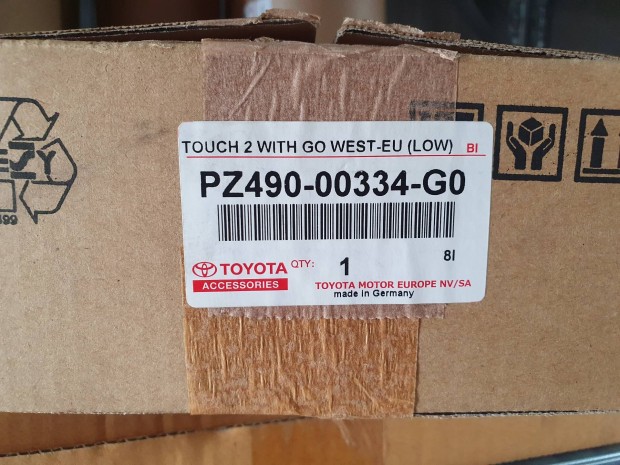 TOUCH 2 WITH GO WEST-EU (LOW) BI
PZ490-00334-G0
TOYOTA QTY: 1 8I
ACCESSORIES TOYOTA MOTOR EUROPE NV/SA
made in Germany